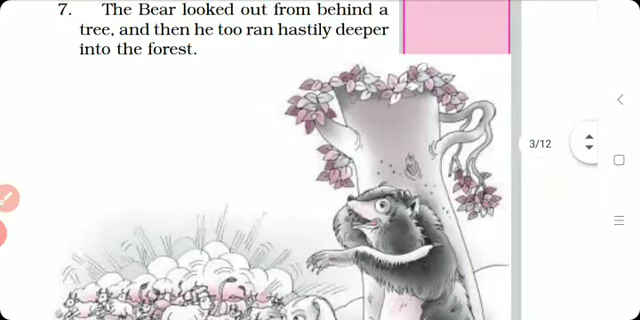 7. The Bear looked out from behind a
tree, and then he too ran hastily deeper
into the forest.
3/12